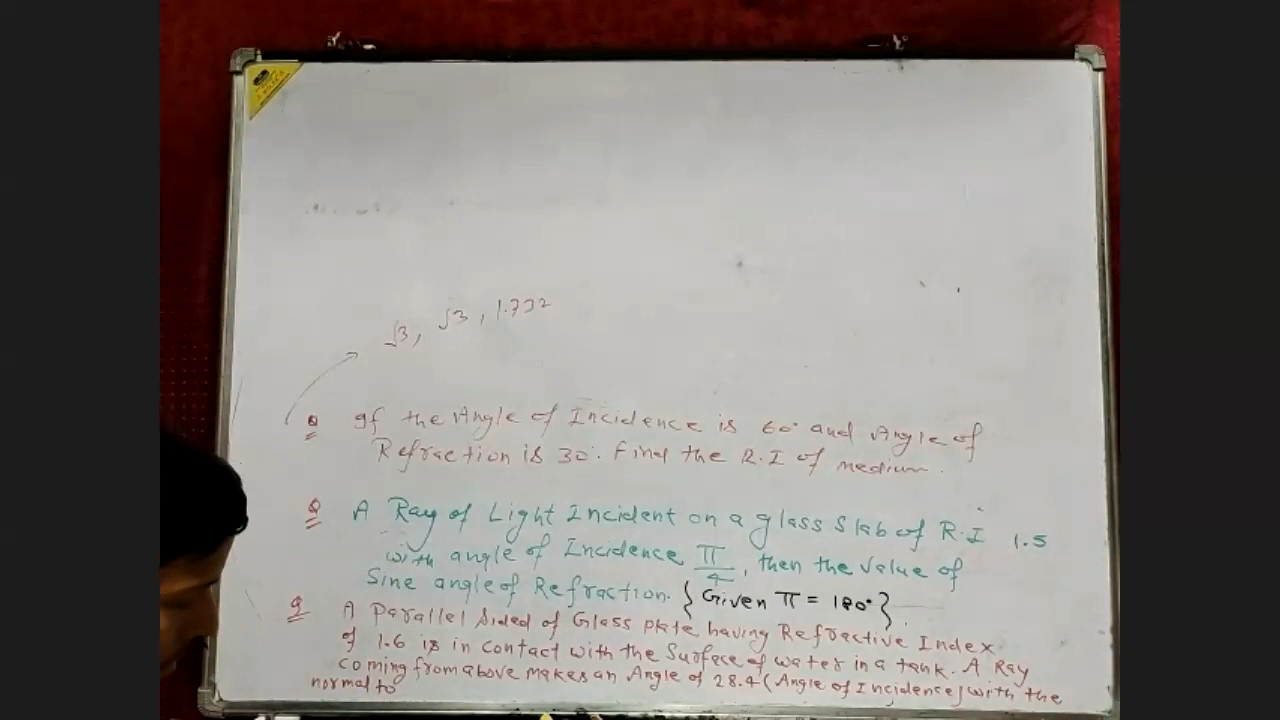 √3, √3, 1.732
Q If the Angle of Incidence is 60° and Angle of
Refraction is 30°. Find the R.I of medium.
Q A Ray of Light Incident on a glass slab of R.I 1.5
with angle of Incidence π/4, then the value of
Sine angle of Refraction. {Given π = 180°}
Q A Parallel sided of Glass plate having Refractive Index
of 1.6 is in contact with the Surface of water in a tank. A Ray
coming from above makes an Angle of 28.4 (Angle of Incidence) with the
normal to